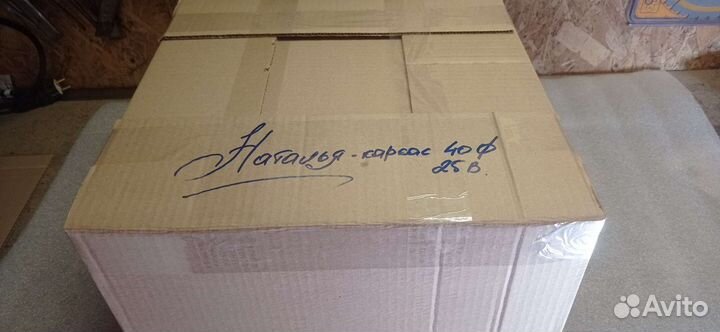 Наталья - каркас 40 ф
25 в.
Avito